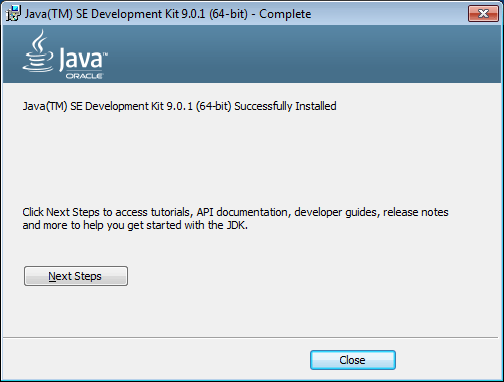 Java(TM) SE Development Kit 9.0.1 (64-bit) - Complete
Java™
ORACLE
Java(TM) SE Development Kit 9.0.1 (64-bit) Successfully Installed
Click Next Steps to access tutorials, API documentation, developer guides, release notes
and more to help you get started with the JDK.
Next Steps
Close